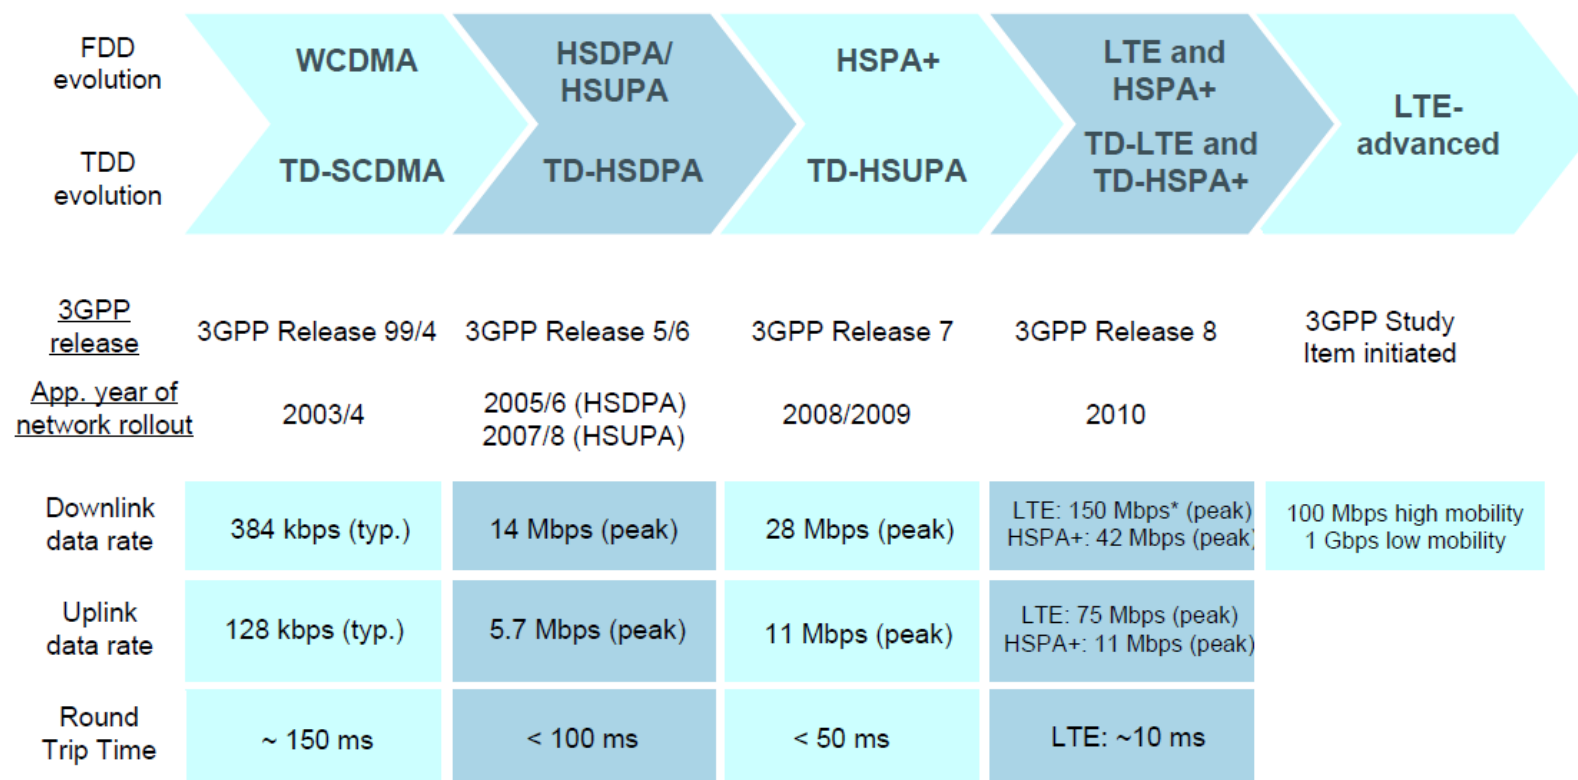 FDD
evolution
WCDMA
HSDPA/
HSUPA
HSPA+
LTE and
HSPA+
LTE-
advanced
TDD
evolution
TD-SCDMA
TD-HSDPA
TD-HSUPA
TD-LTE and
TD-HSPA+
3GPP
release
3GPP Release 99/4
3GPP Release 5/6
3GPP Release 7
3GPP Release 8
3GPP Study
Item initiated
App. year of
network rollout
2003/4
2005/6 (HSDPA)
2007/8 (HSUPA)
2008/2009
2010
Downlink
data rate
384 kbps (typ.)
14 Mbps (peak)
28 Mbps (peak)
LTE: 150 Mbps* (peak)
HSPA+: 42 Mbps (peak)
100 Mbps high mobility
1 Gbps low mobility
Uplink
data rate
128 kbps (typ.)
5.7 Mbps (peak)
11 Mbps (peak)
LTE: 75 Mbps (peak)
HSPA+: 11 Mbps (peak)
Round
Trip Time
~ 150 ms
< 100 ms
< 50 ms
LTE: ~10 ms